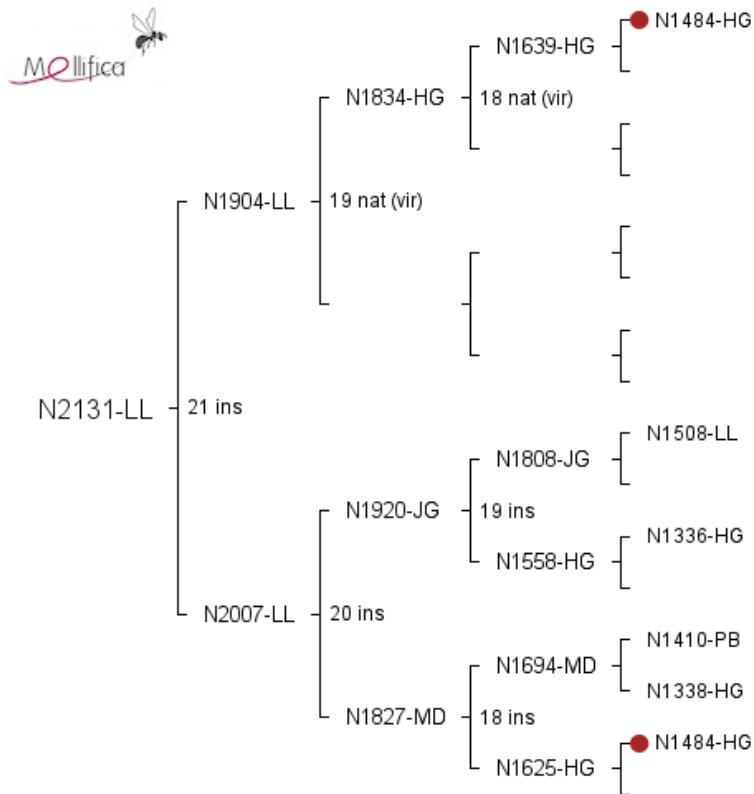 N1484-HG
N1639-HG
Mellifica
N1834-HG
18 nat (vir)
N1904-LL
19 nat (vir)
N2131-LL
21 ins
N1508-LL
N1808-JG
N1920-JG
19 ins
N1336-HG
N1558-HG
N2007-LL
20 ins
N1410-PB
N1694-MD
N1338-HG
N1827-MD
18 ins
N1484-HG
N1625-HG